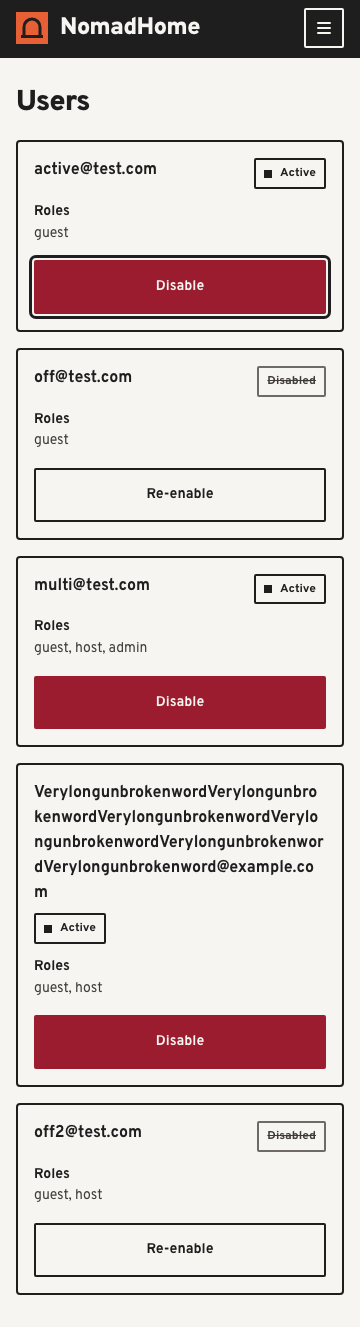 NomadHome
Users
active@test.com
Active
Roles
guest
Disable
off@test.com
Disabled
Roles
guest
Re-enable
multi@test.com
Active
Roles
guest, host, admin
Disable
VerylongunbrokenwordVerylongunbro
kenwordVerylongunbrokenwordVerylo
ngunbrokenwordVerylongunbrokenwor
dVerylongunbrokenword@example.co
m
Active
Roles
guest, host
Disable
off2@test.com
Disabled
Roles
guest, host
Re-enable